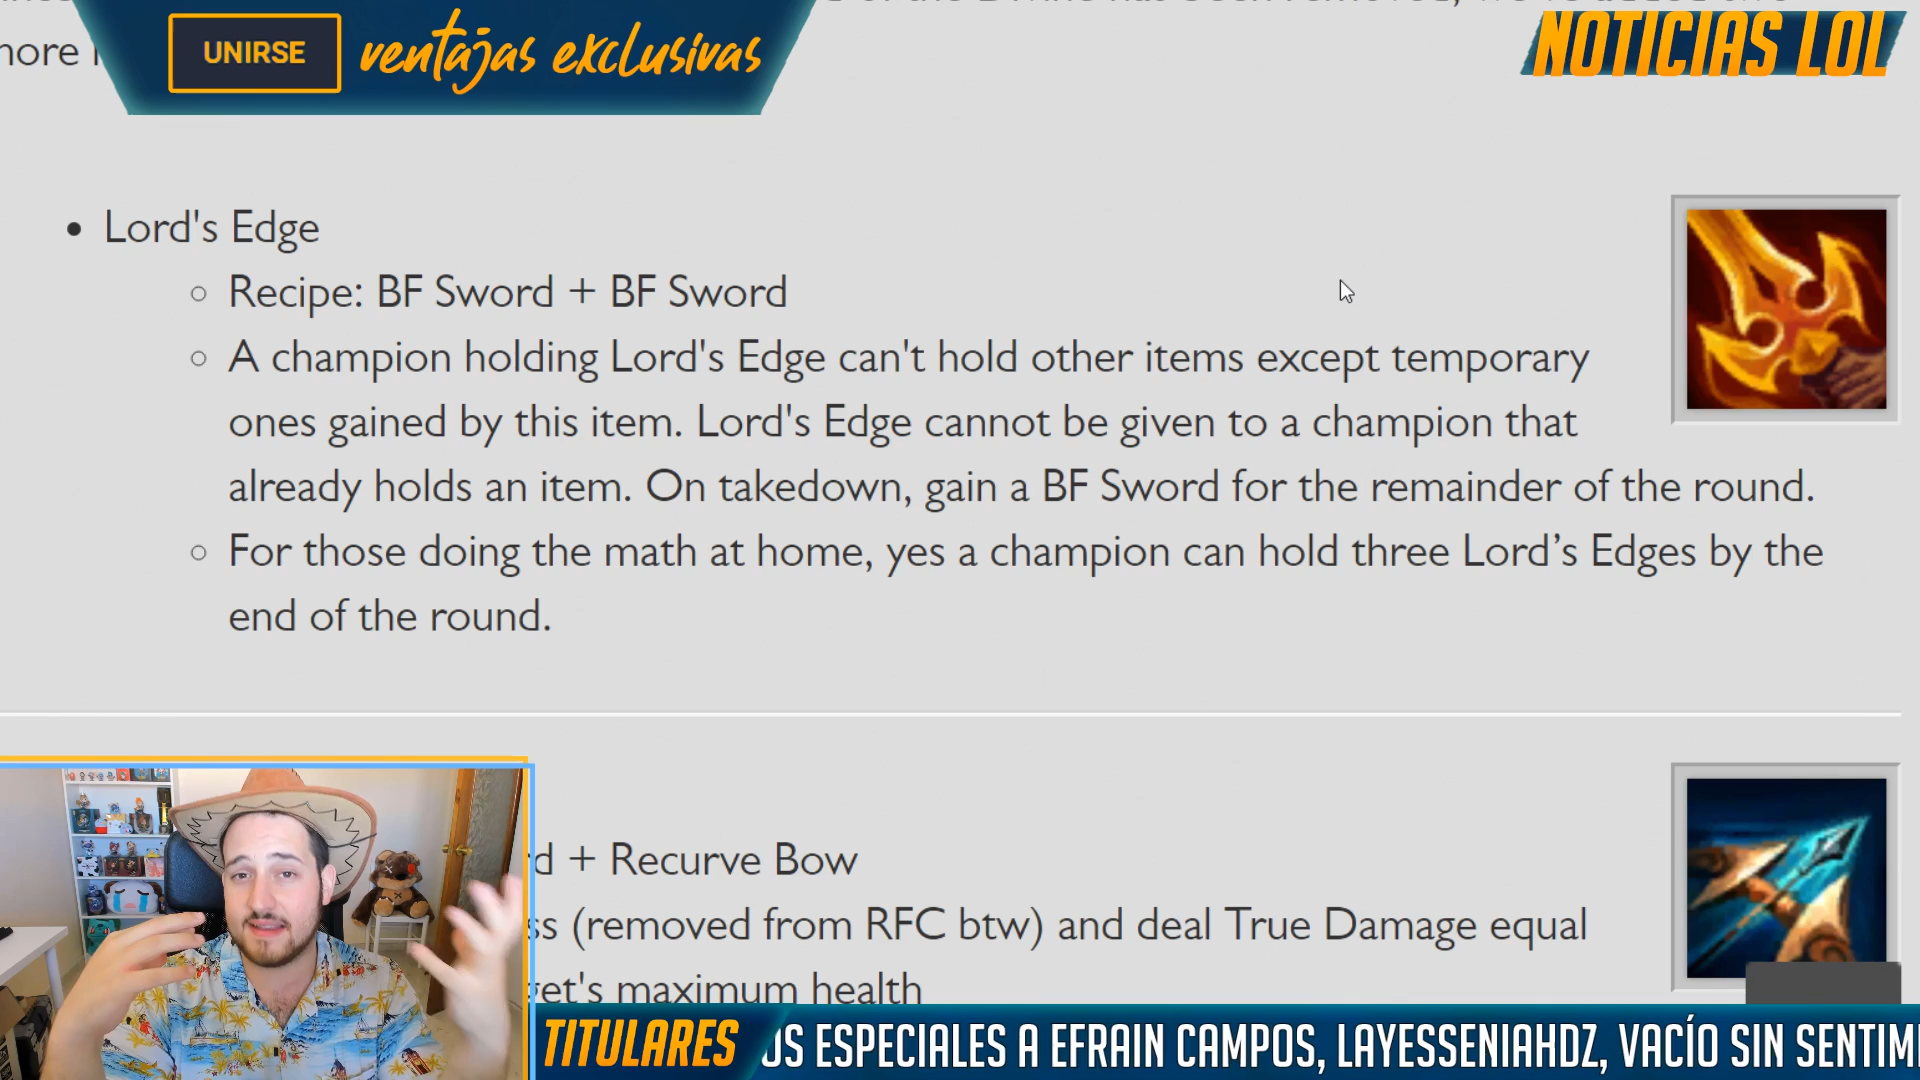 UNIRSE ventajas exclusivas
NOTICIAS LOL
more
Lord's Edge
Recipe: BF Sword + BF Sword
A champion holding Lord's Edge can't hold other items except temporary
ones gained by this item. Lord's Edge cannot be given to a champion that
already holds an item. On takedown, gain a BF Sword for the remainder of the round.
For those doing the math at home, yes a champion can hold three Lord’s Edges by the
end of the round.
+ Recurve Bow
(removed from RFC btw) and deal True Damage equal
maximum health
TITULARES
ESPECIALES A EFRAIN CAMPOS, LAYESSENIAHDZ, VACÍO SIN